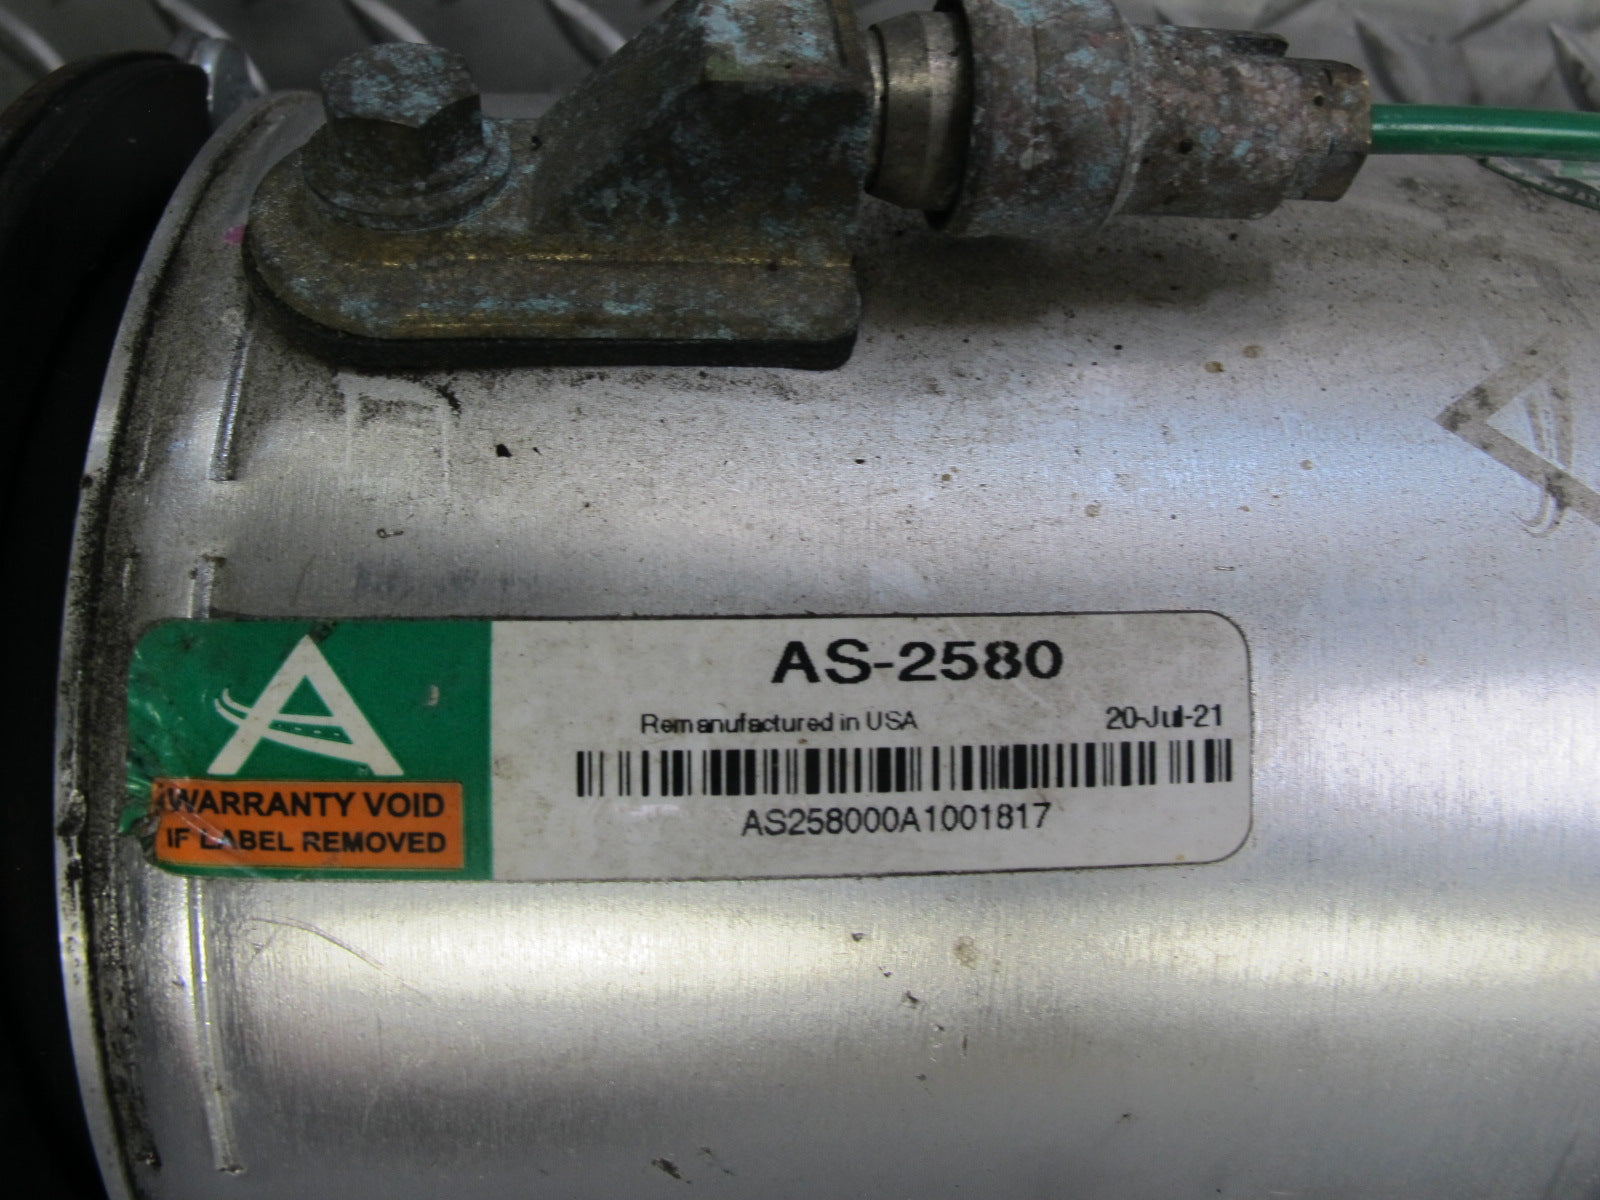 AS-2580
Remanufactured in USA 20-Jul-21
AS258000A1001817
WARRANTY VOID
IF LABEL REMOVED